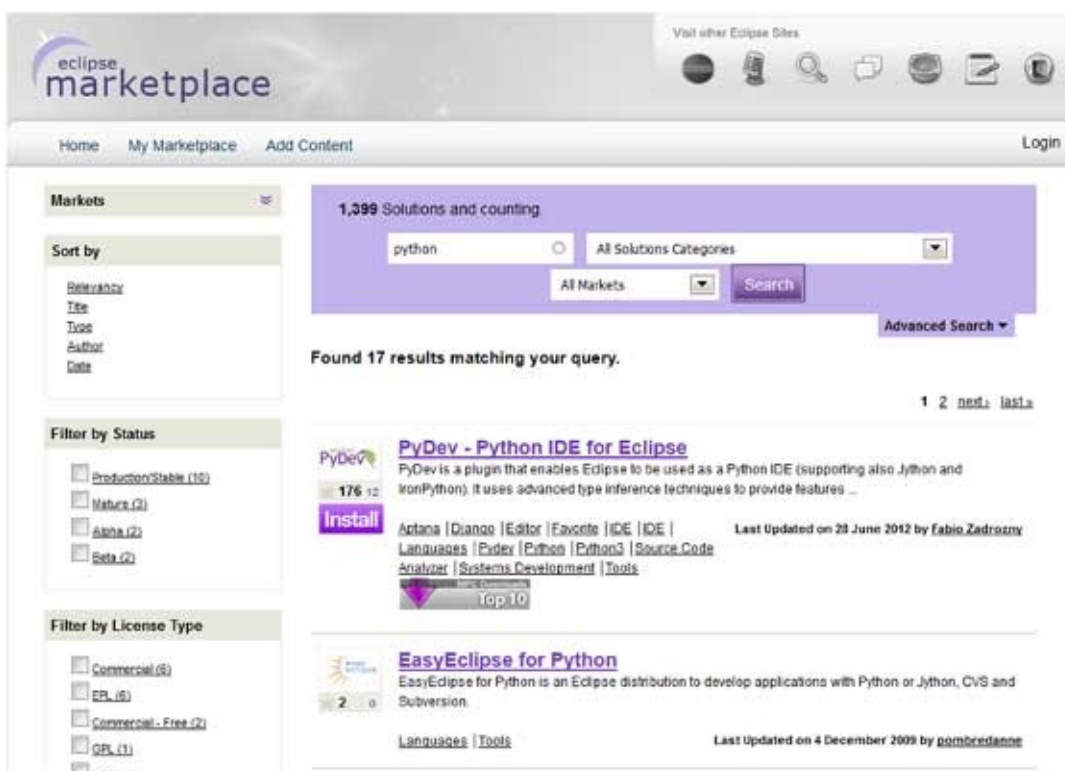 Visit other Eclipse Sites
eclipse
marketplace
Home My Marketplace Add Content Login
Markets
Sort by
Relevancy
Title
Type
Author
Date
Filter by Status
Production/Stable (10)
Mature (3)
Alpha (2)
Beta (2)
Filter by License Type
Commercial (6)
EPL (6)
Commercial - Free (2)
GPL (1)
1,399 Solutions and counting.
python All Solutions Categories
All Markets Search
Advanced Search
Found 17 results matching your query.
1 2 next › last »
PyDev
176 12
Install
PyDev - Python IDE for Eclipse
PyDev is a plugin that enables Eclipse to be used as a Python IDE (supporting also Jython and
IronPython). It uses advanced type inference techniques to provide features ...
Aptana | Django | Editor | Favorite | IDE | IDE |
Languages | Pydev | Python | Python3 | Source Code
Analyzer | Systems Development | Tools
Last Updated on 28 June 2012 by Fabio Zadrozny
MPC Downloads
Top 10
EasyEclipse for Python
EasyEclipse for Python is an Eclipse distribution to develop applications with Python or Jython, CVS and
Subversion.
2 0
Languages | Tools
Last Updated on 4 December 2009 by pombredanne